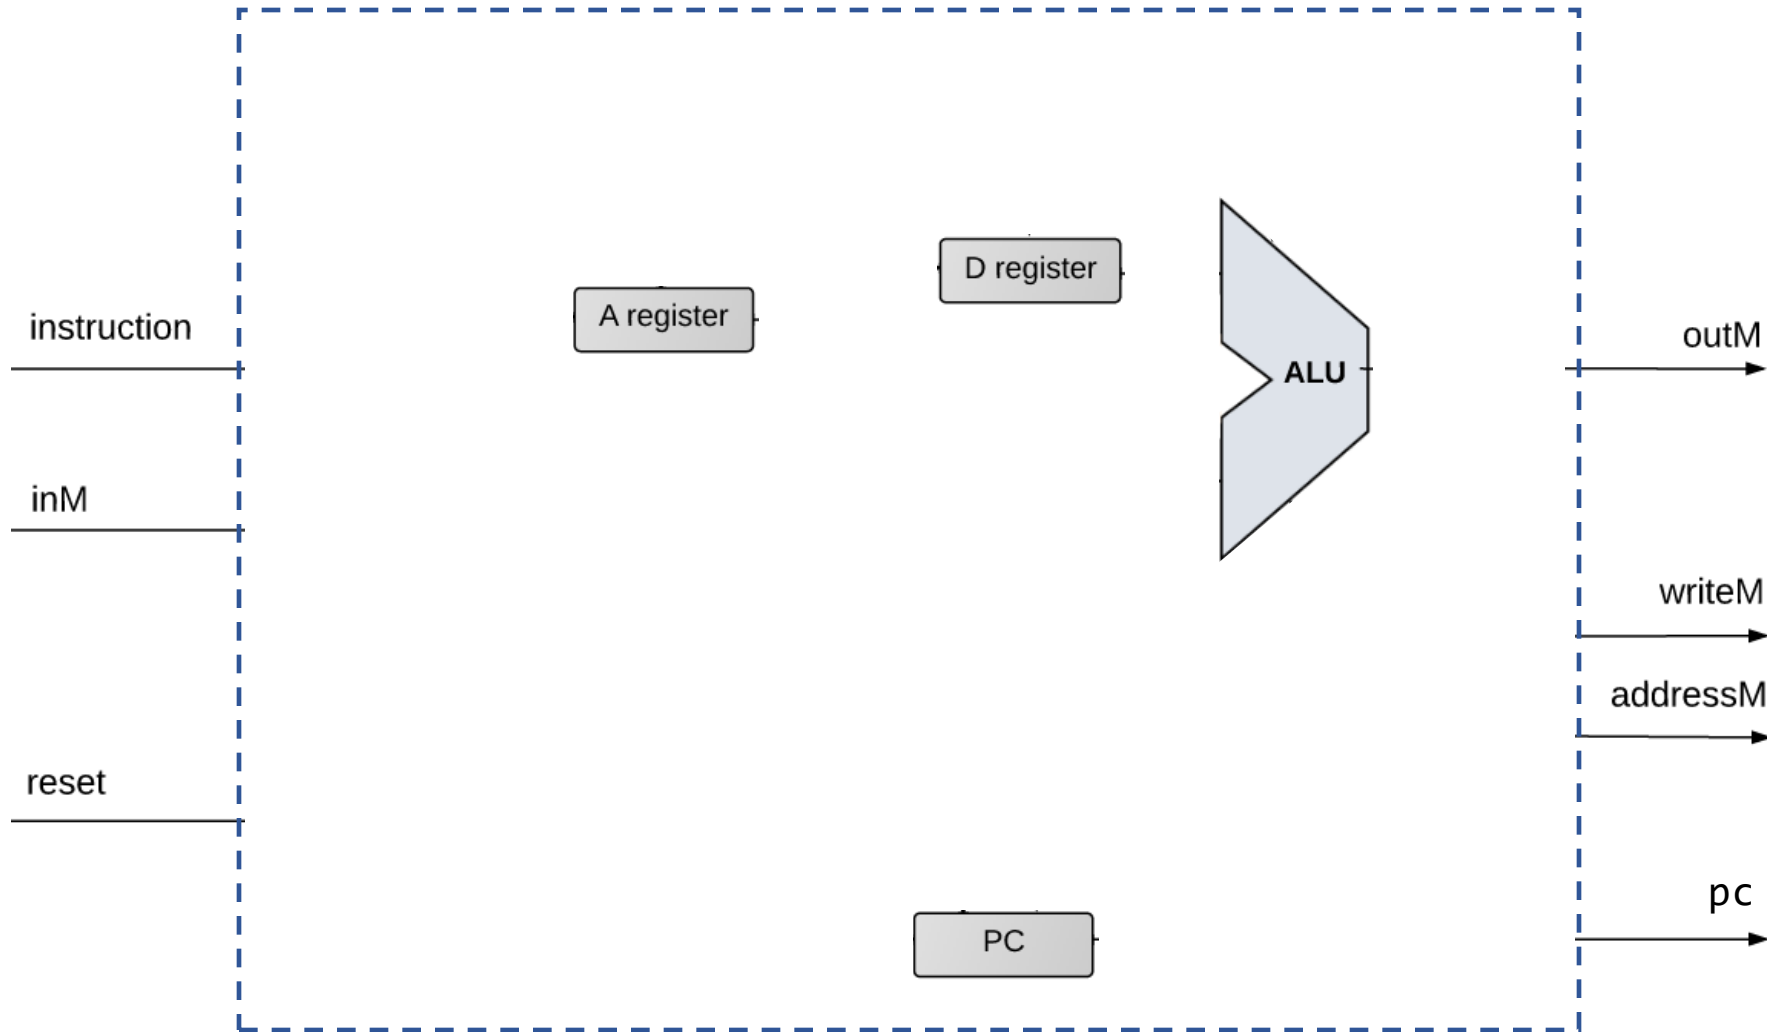 instruction
inM
reset
A register
D register
ALU
PC
outM
writeM
addressM
pc